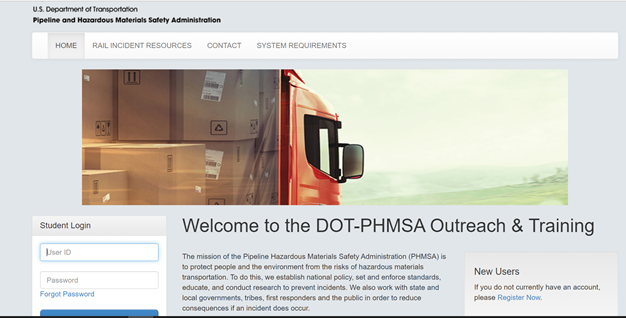 U.S. Department of Transportation
Pipeline and Hazardous Materials Safety Administration
HOME RAIL INCIDENT RESOURCES CONTACT SYSTEM REQUIREMENTS
Student Login
User ID
Password
Forgot Password
Welcome to the DOT-PHMSA Outreach & Training
The mission of the Pipeline Hazardous Materials Safety Administration (PHMSA) is
to protect people and the environment from the risks of hazardous materials
transportation. To do this, we establish national policy, set and enforce standards,
educate, and conduct research to prevent incidents. We also work with state and
local governments, tribes, first responders and the public in order to reduce
consequences if an incident does occur.
New Users
If you do not currently have an account,
please Register Now.